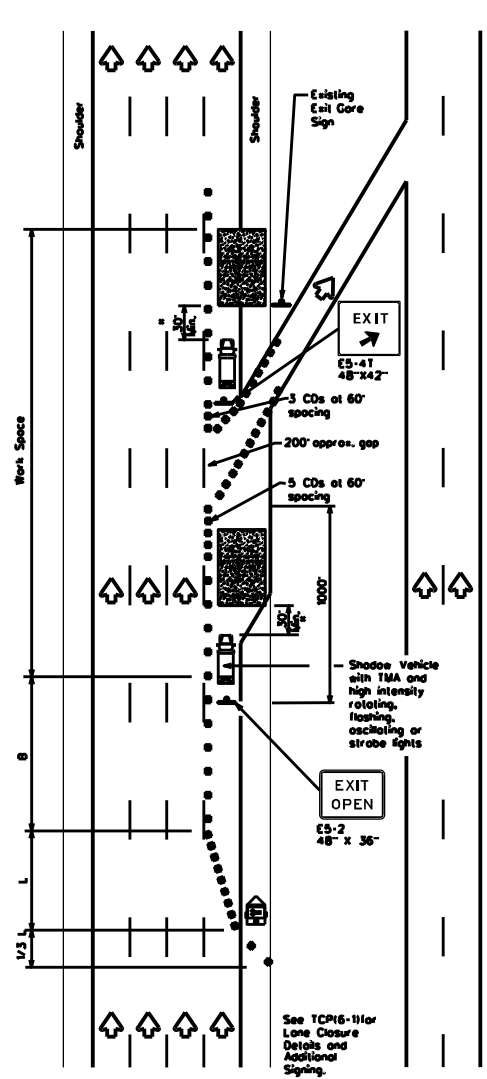 Shoulder
Shoulder
Existing
Exit Gore
Sign
30'
Min.
*
EXIT
E5-4T
48"X42"
3 CDs at 60'
spacing
200' approx. gap
Work Space
5 CDs at 60'
spacing
1000'
30'
Min.
*
Shadow Vehicle
with TMA and
high intensity
rotating,
flashing,
oscillating or
strobe lights
B
EXIT
OPEN
E5-2
48" X 36"
L
1/3 L
See TCP(6-1)for
Lane Closure
Details and
Additional
Signing.